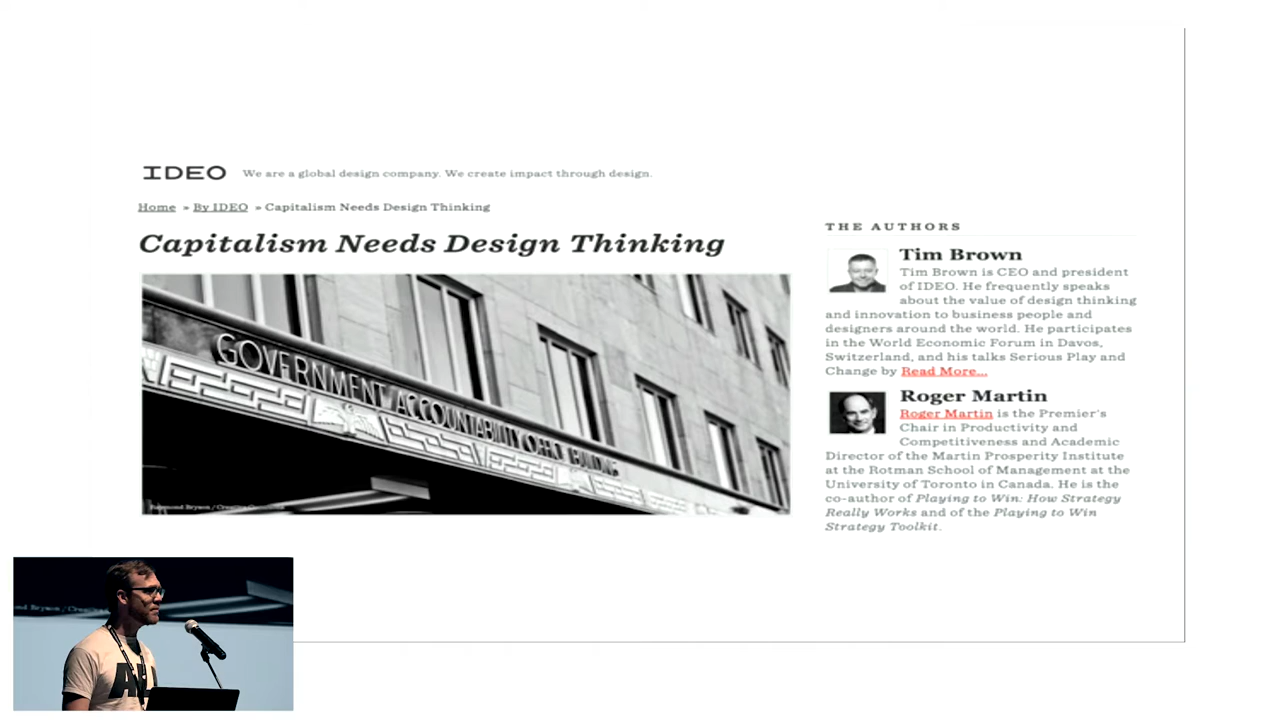 IDEO We are a global design company. We create impact through design.
Home » By IDEO » Capitalism Needs Design Thinking
Capitalism Needs Design Thinking
GOVERNMENT ACCOUNTABILITY OFFICE BUILDING
Raymond Bryson / Creative Commons
THE AUTHORS
Tim Brown
Tim Brown is CEO and president
of IDEO. He frequently speaks
about the value of design thinking
and innovation to business people and
designers around the world. He participates
in the World Economic Forum in Davos,
Switzerland, and his talks Serious Play and
Change by Read More...
Roger Martin
Roger Martin is the Premier's
Chair in Productivity and
Competitiveness and Academic
Director of the Martin Prosperity Institute
at the Rotman School of Management at the
University of Toronto in Canada. He is the
co-author of Playing to Win: How Strategy
Really Works and of the Playing to Win
Strategy Toolkit.